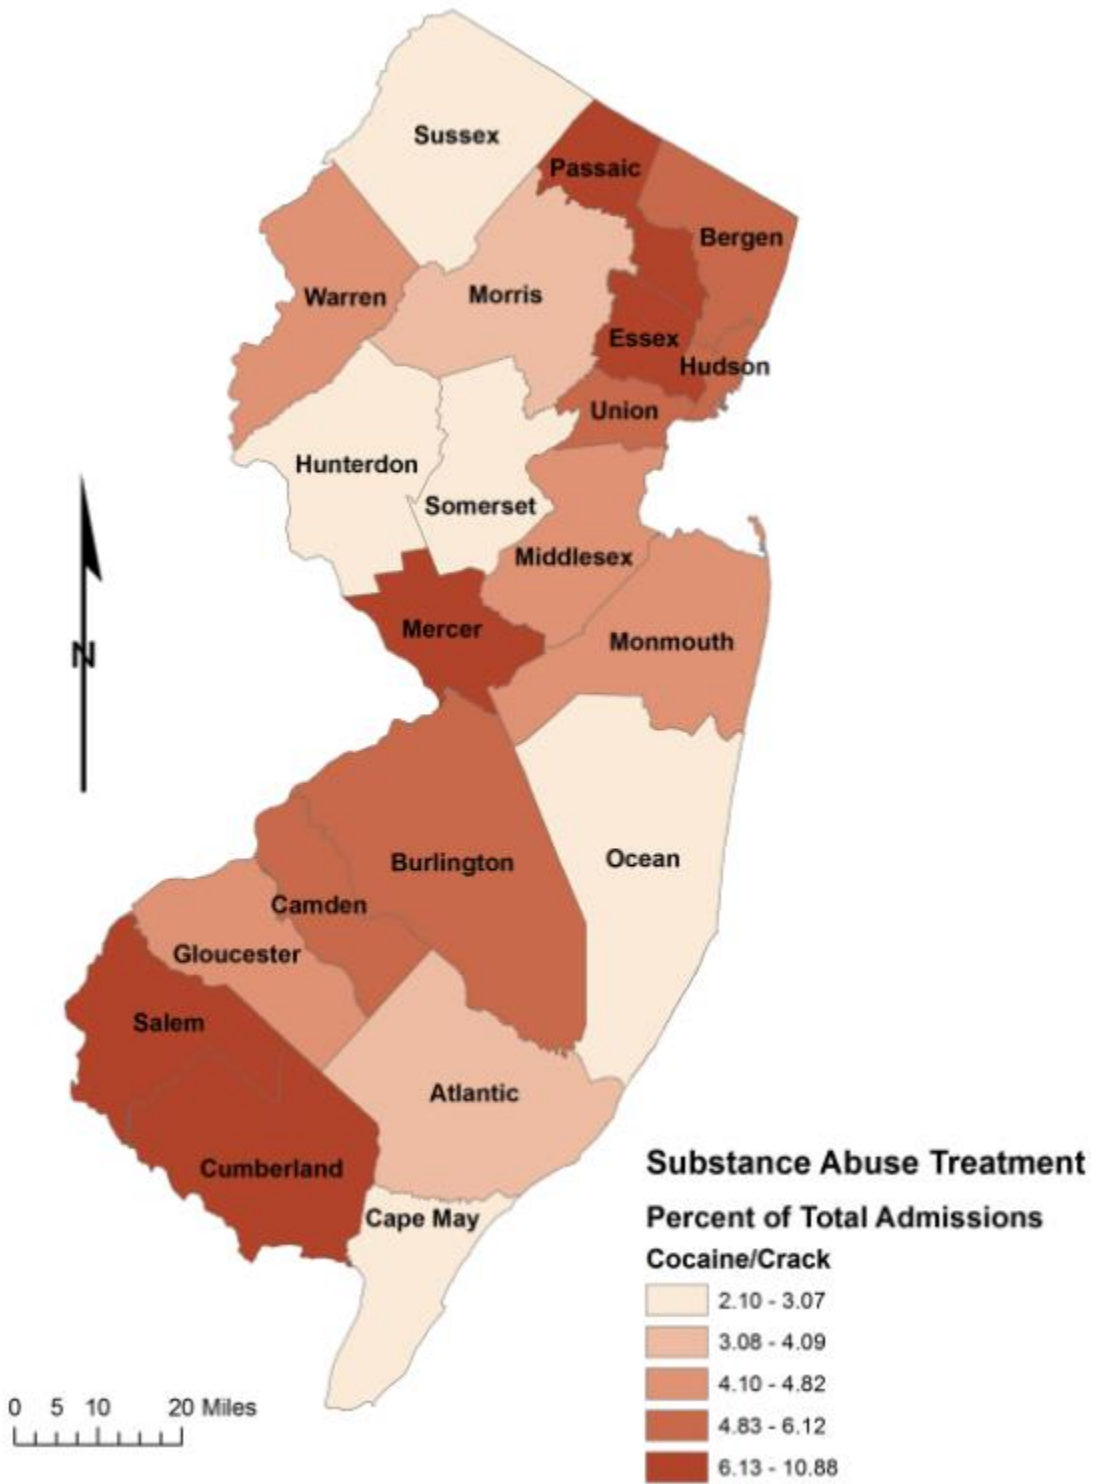 Sussex
Passaic
Bergen
Warren
Morris
Essex
Hudson
Union
Hunterdon
Somerset
Middlesex
Mercer
Monmouth
N
Burlington
Ocean
Camden
Gloucester
Salem
Atlantic
Cumberland
Cape May
Substance Abuse Treatment
Percent of Total Admissions
Cocaine/Crack
2.10 - 3.07
3.08 - 4.09
4.10 - 4.82
4.83 - 6.12
6.13 - 10.88
0 5 10 20 Miles